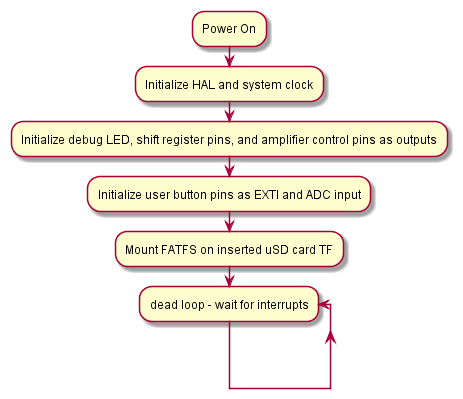 Power On
Initialize HAL and system clock
Initialize debug LED, shift register pins, and amplifier control pins as outputs
Initialize user button pins as EXTI and ADC input
Mount FATFS on inserted uSD card TF
dead loop - wait for interrupts